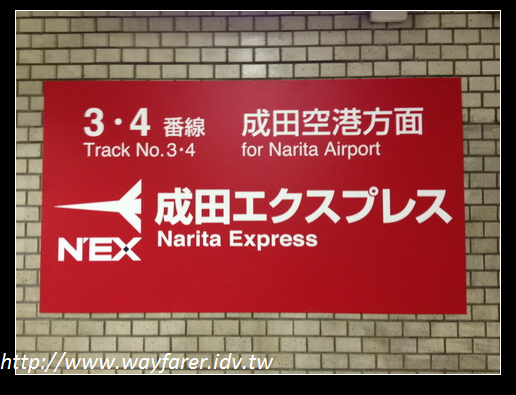 3・4 番線 成田空港方面
Track No.3・4 for Narita Airport
成田エクスプレス
N'EX Narita Express
http://www.wayfarer.idv.tw